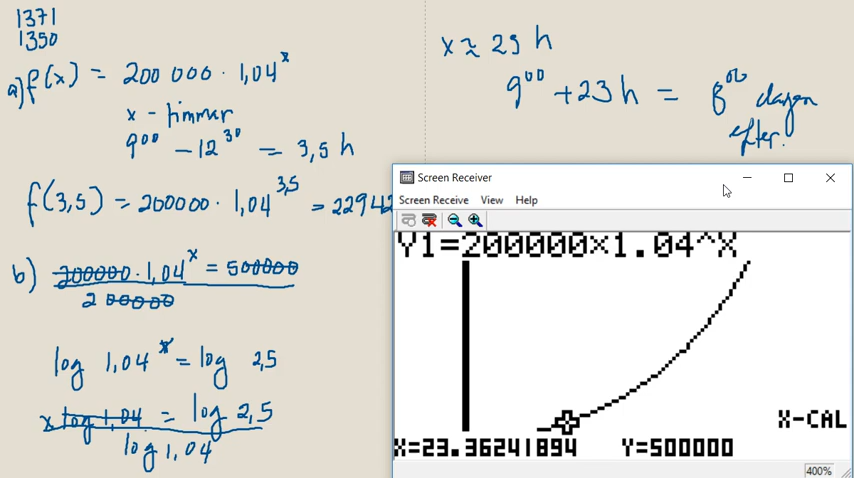 1371
1350
a) f(x) = 200 000 · 1,04^x
x - timmar
9^00 - 12^30 = 3,5 h
f(3,5) = 200000 · 1,04^3,5 = 22942
b) 200000 · 1,04^x = 500000
2 00000
log 1,04^x = log 2,5
x log 1,04 = log 2,5
log 1,04
x ≈ 23 h
9^00 + 23 h = 8^00 dagen
efter.
Screen Receiver
Screen Receive View Help
Y1=200000×1.04^X
X-CAL
X=23.36241894 Y=500000
400%